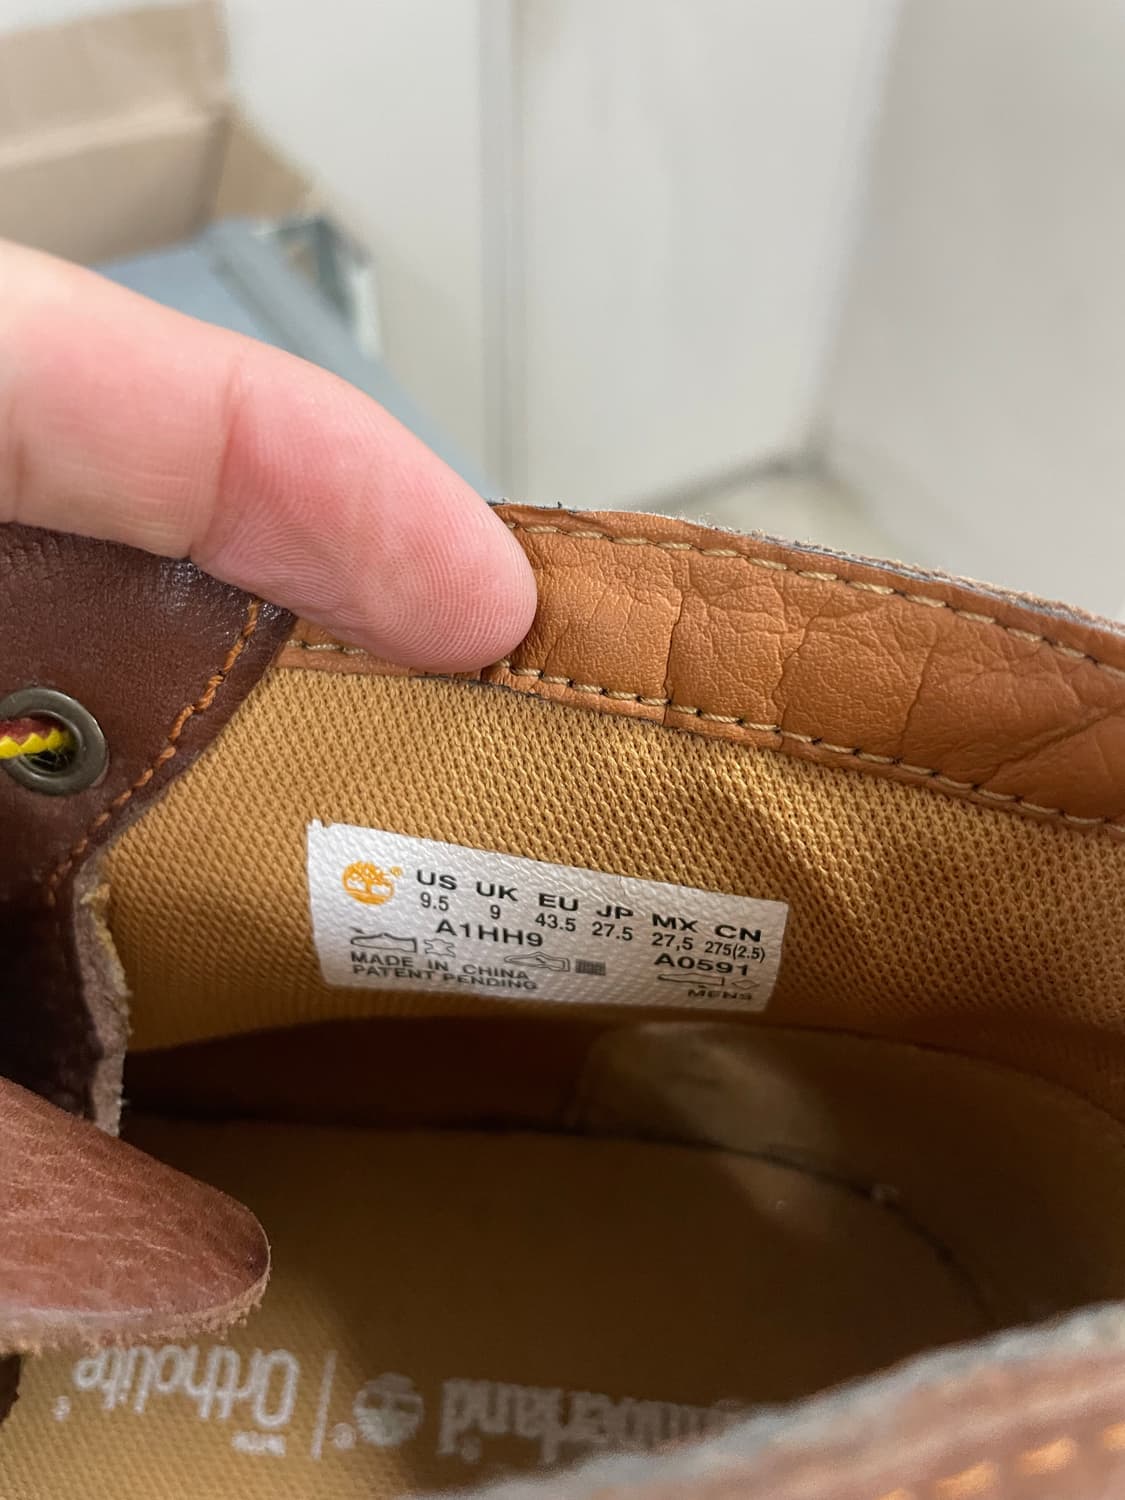 US UK EU JP MX CN
9.5 9 43.5 27.5 27,5 275(2.5)
A1HH9 A0591
MADE IN CHINA
PATENT PENDING
MENS
Timberland | Ortholite